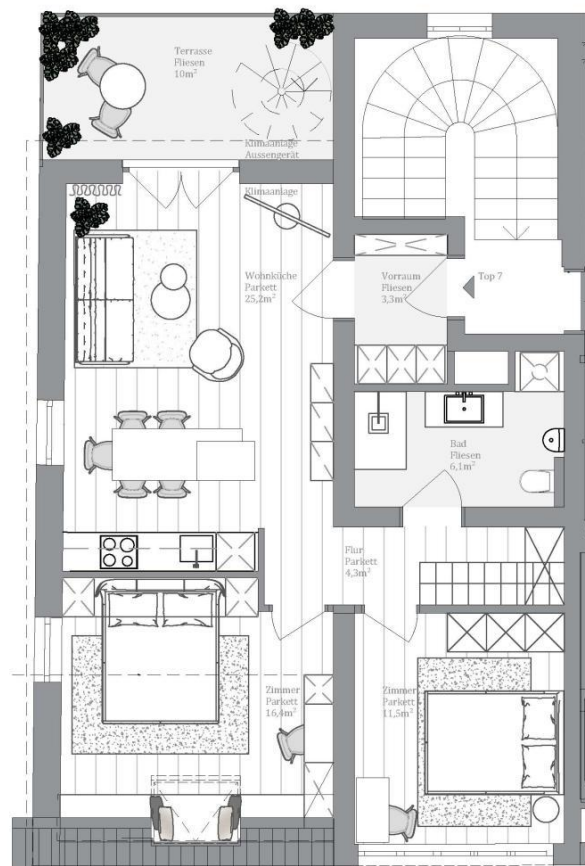 Terrasse
Fliesen
10m²
Klimaanlage
Aussengerät
Klimaanlage
Wohnküche
Parkett
25,2m²
Vorraum
Fliesen
3,3m²
Top 7
Bad
Fliesen
6,1m²
Flur
Parkett
4,3m²
Zimmer
Parkett
16,4m²
Zimmer
Parkett
11,5m²